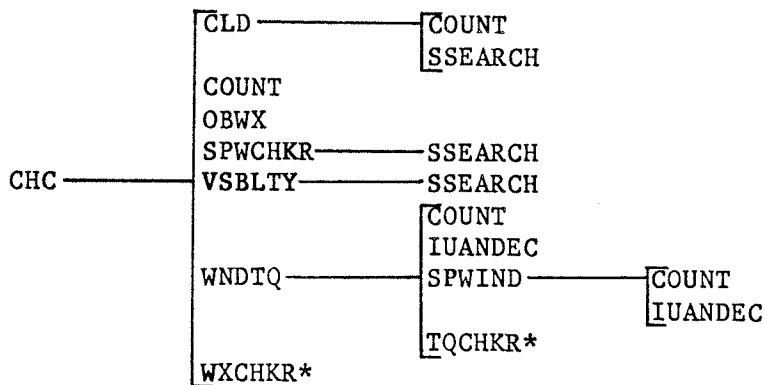 CLD COUNT
SSEARCH
COUNT
OBWX
SPWCHKR SSEARCH
CHC VSBLTY SSEARCH
COUNT
IUANDEC
WNDTQ SPWIND COUNT
IUANDEC
TQCHKR*
WXCHKR*